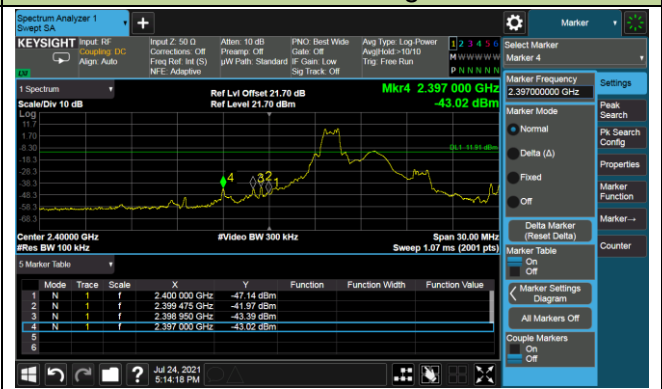 Spectrum Analyzer 1
Swept SA
Marker
KEYSIGHT
Input: RF
Coupling: DC
Align: Auto
Input Z: 50 Ω
Corrections: Off
Freq Ref: Int (S)
NFE: Adaptive
Atten: 10 dB
Preamp: Off
µW Path: Standard
PNO: Best Wide
Gate: Off
IF Gain: Low
Sig Track: Off
Avg Type: Log-Power
Avg|Hold:>10/10
Trig: Free Run
1 2 3 4 5 6
M W W W W W
P N N N N N
Select Marker
Marker 4
1 Spectrum
Scale/Div 10 dB
Log
Ref Lvl Offset 21.70 dB
Ref Level 21.70 dBm
Mkr4 2.397 000 GHz
-43.02 dBm
11.7
1.70
-8.30
-18.3
-28.3
-38.3
-48.3
-58.3
-68.3
DL1 -11.91 dBm
4
3
2
1
Center 2.40000 GHz
#Res BW 100 kHz
#Video BW 300 kHz
Span 30.00 MHz
Sweep 1.07 ms (2001 pts)
5 Marker Table
Mode Trace Scale X Y Function Function Width Function Value
1 N 1 f 2.400 000 GHz -47.14 dBm
2 N 1 f 2.399 475 GHz -41.97 dBm
3 N 1 f 2.398 950 GHz -43.39 dBm
4 N 1 f 2.397 000 GHz -43.02 dBm
5
6
Marker Frequency
2.397000000 GHz
Marker Mode
Normal
Delta (Δ)
Fixed
Off
Delta Marker
(Reset Delta)
Marker Table
On
Off
Marker Settings
Diagram
All Markers Off
Couple Markers
On
Off
Settings
Peak
Search
Pk Search
Config
Properties
Marker
Function
Marker→
Counter
Jul 24, 2021
5:14:18 PM